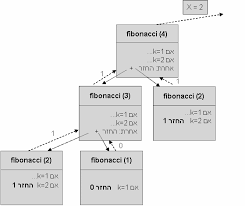 X = 2
fibonacci (4)
אם k=1...
אם k=2...
אחרת: החזר
+
1
1
fibonacci (3)
אם k=1...
אם k=2...
אחרת: החזר
+
fibonacci (2)
אם k=1...
אם k=2 החזר 1
1
0
fibonacci (2)
אם k=1...
אם k=2 החזר 1
fibonacci (1)
אם k=1 החזר 0